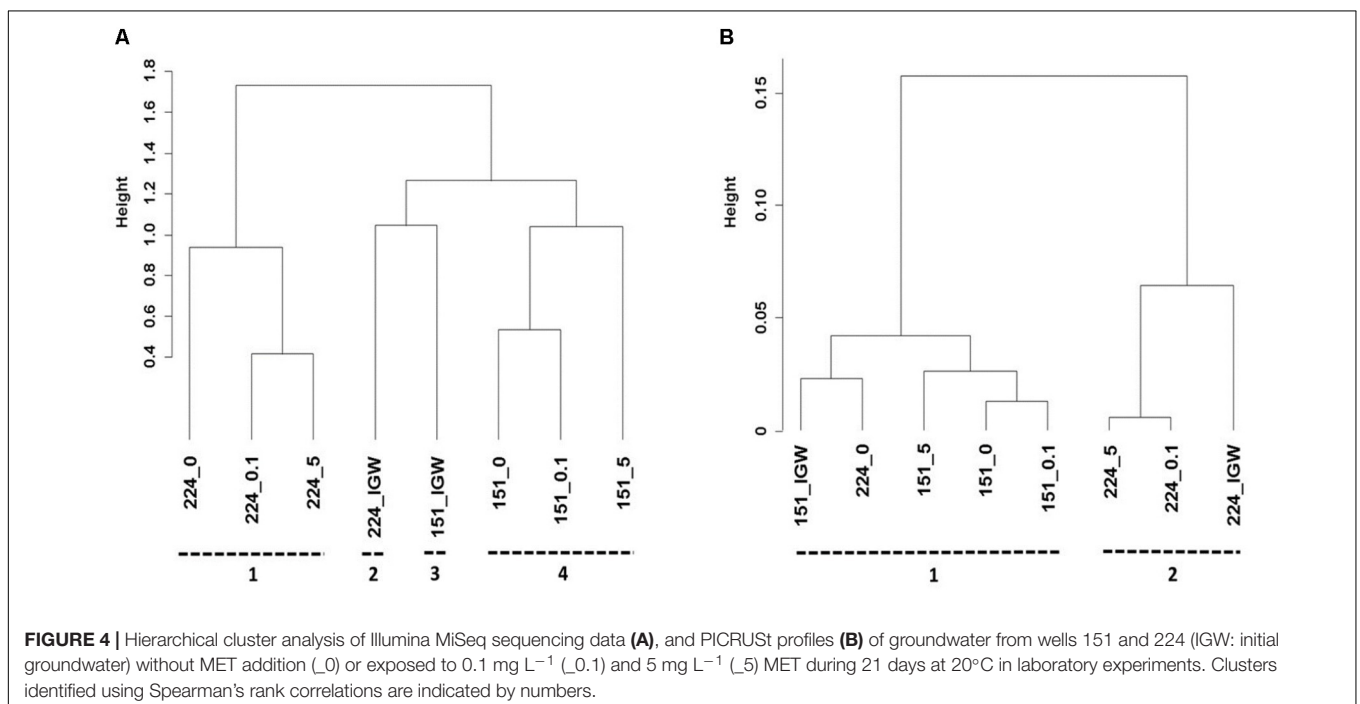 A
B
Height
1.8
1.6
1.4
1.2
1.0
0.8
0.6
0.4
224_0
224_0.1
224_5
224_IGW
151_IGW
151_0
151_0.1
151_5
1
2
3
4
Height
0.15
0.10
0.05
0
151_IGW
224_0
151_5
151_0
151_0.1
224_5
224_0.1
224_IGW
1
2
FIGURE 4 | Hierarchical cluster analysis of Illumina MiSeq sequencing data (A), and PICRUSt profiles (B) of groundwater from wells 151 and 224 (IGW: initial
groundwater) without MET addition (_0) or exposed to 0.1 mg L⁻¹ (_0.1) and 5 mg L⁻¹ (_5) MET during 21 days at 20°C in laboratory experiments. Clusters
identified using Spearman's rank correlations are indicated by numbers.